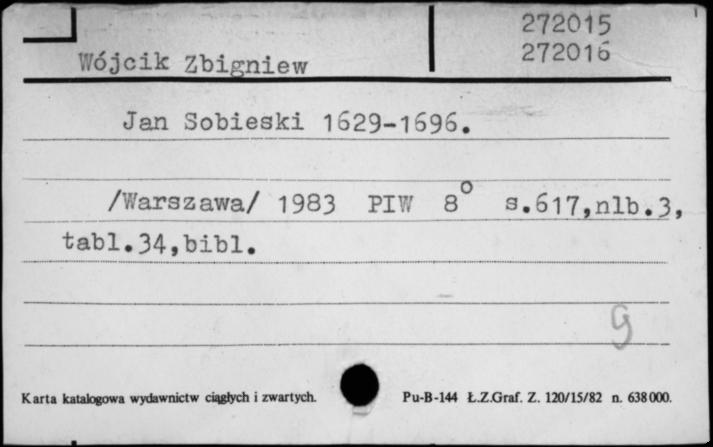 272015
Wójcik Zbigniew 272016
Jan Sobieski 1629-1696.
/Warszawa/ 1983 PIW 8° s.617,nlb.3,
tabl.34,bibl.
g
Karta katalogowa wydawnictw ciągłych i zwartych. Pu-B-144 Ł.Z.Graf. Z. 120/15/82 n. 638000.